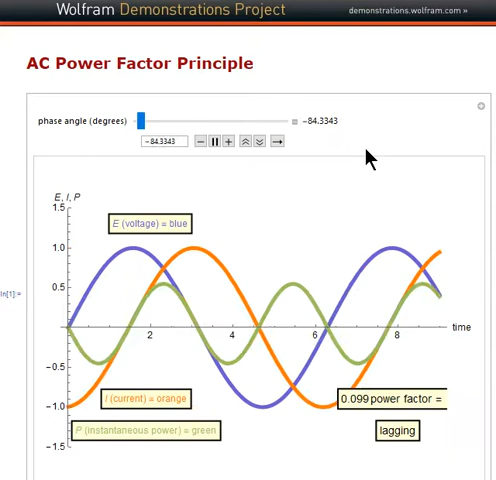 Wolfram Demonstrations Project
demonstrations.wolfram.com »
AC Power Factor Principle
phase angle (degrees) −84.3343
−84.3343
E, I, P
1.5
E (voltage) = blue
1.0
0.5
In[1]:=
2 4 6 8 time
−0.5
I (current) = orange
0.099 power factor =
−1.0
P (instantaneous power) = green
lagging
−1.5